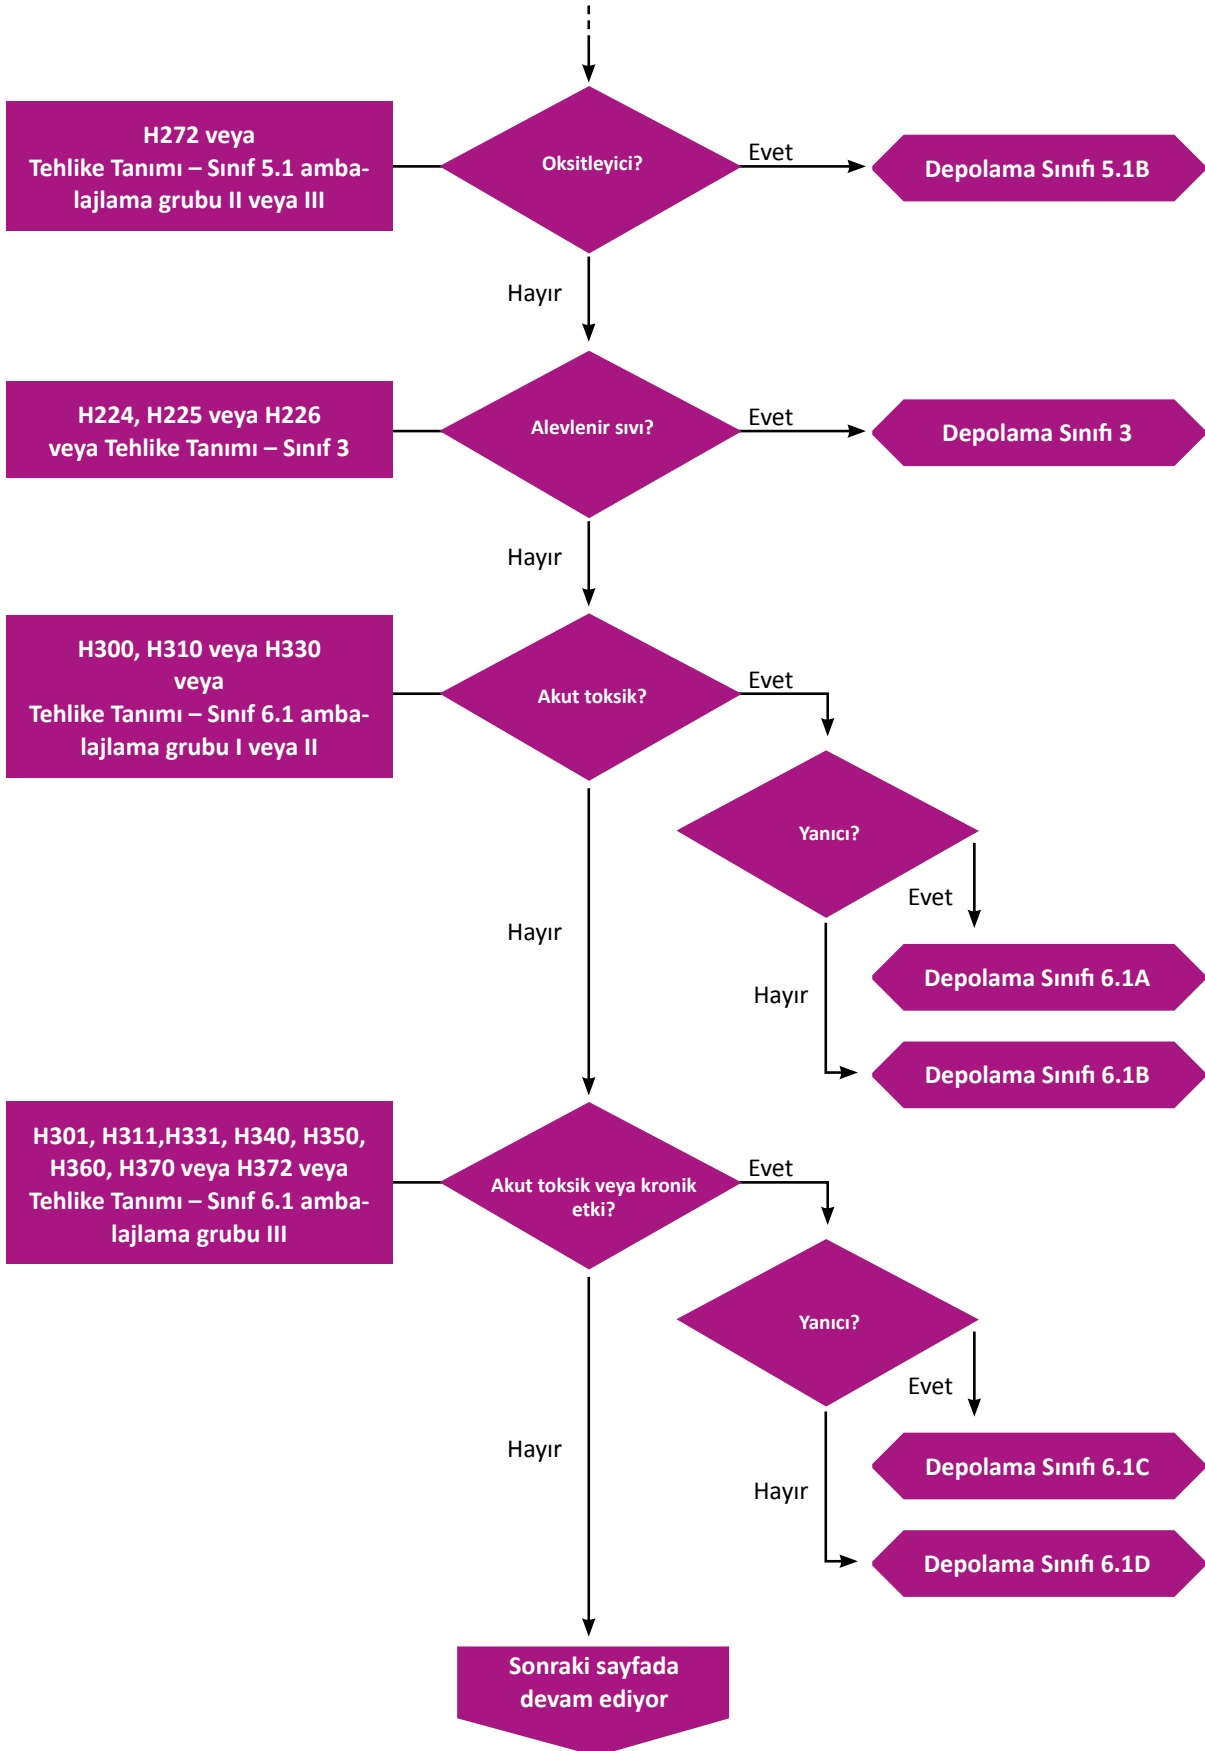 H272 veya
Tehlike Tanımı – Sınıf 5.1 amba-
lajlama grubu II veya III
Oksitleyici?
Evet
Depolama Sınıfı 5.1B
Hayır
H224, H225 veya H226
veya Tehlike Tanımı – Sınıf 3
Alevlenir sıvı?
Evet
Depolama Sınıfı 3
Hayır
H300, H310 veya H330
veya
Tehlike Tanımı – Sınıf 6.1 amba-
lajlama grubu I veya II
Akut toksik?
Evet
Yanıcı?
Evet
Depolama Sınıfı 6.1A
Hayır
Depolama Sınıfı 6.1B
Hayır
H301, H311,H331, H340, H350,
H360, H370 veya H372 veya
Tehlike Tanımı – Sınıf 6.1 amba-
lajlama grubu III
Akut toksik veya kronik
etki?
Evet
Yanıcı?
Evet
Depolama Sınıfı 6.1C
Hayır
Depolama Sınıfı 6.1D
Hayır
Sonraki sayfada
devam ediyor